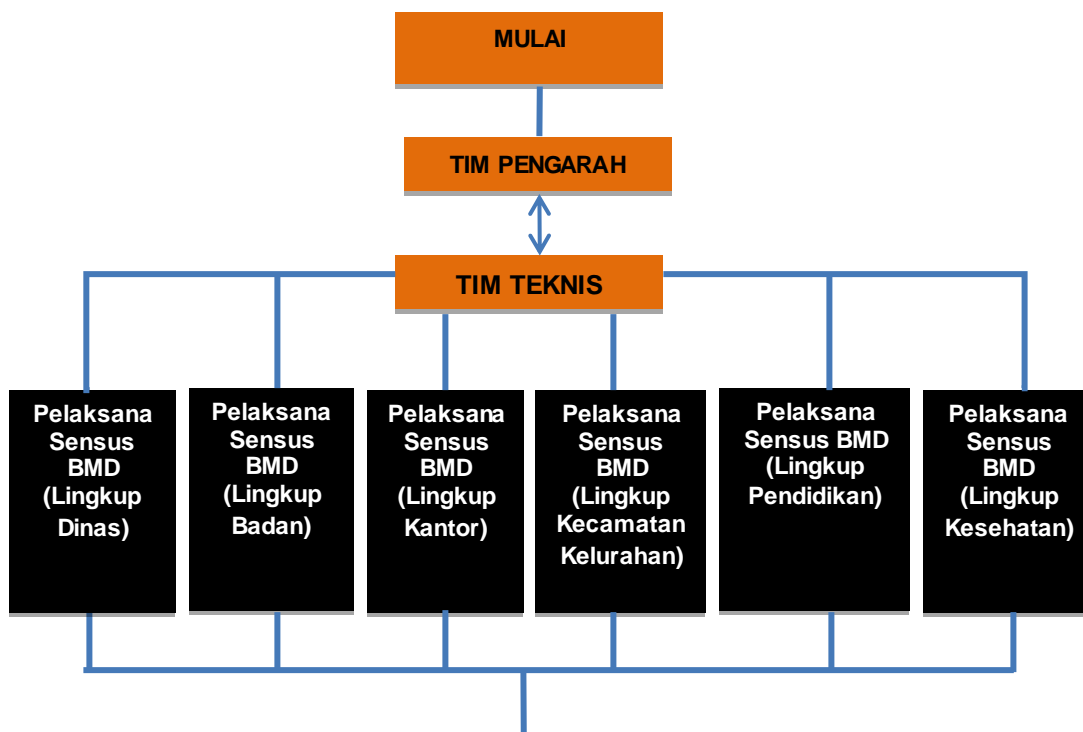 MULAI
TIM PENGARAH
TIM TEKNIS
Pelaksana
Sensus
BMD
(Lingkup
Dinas)
Pelaksana
Sensus
BMD
(Lingkup
Badan)
Pelaksana
Sensus
BMD
(Lingkup
Kantor)
Pelaksana
Sensus
BMD
(Lingkup
Kecamatan
Kelurahan)
Pelaksana
Sensus BMD
(Lingkup
Pendidikan)
Pelaksana
Sensus
BMD
(Lingkup
Kesehatan)